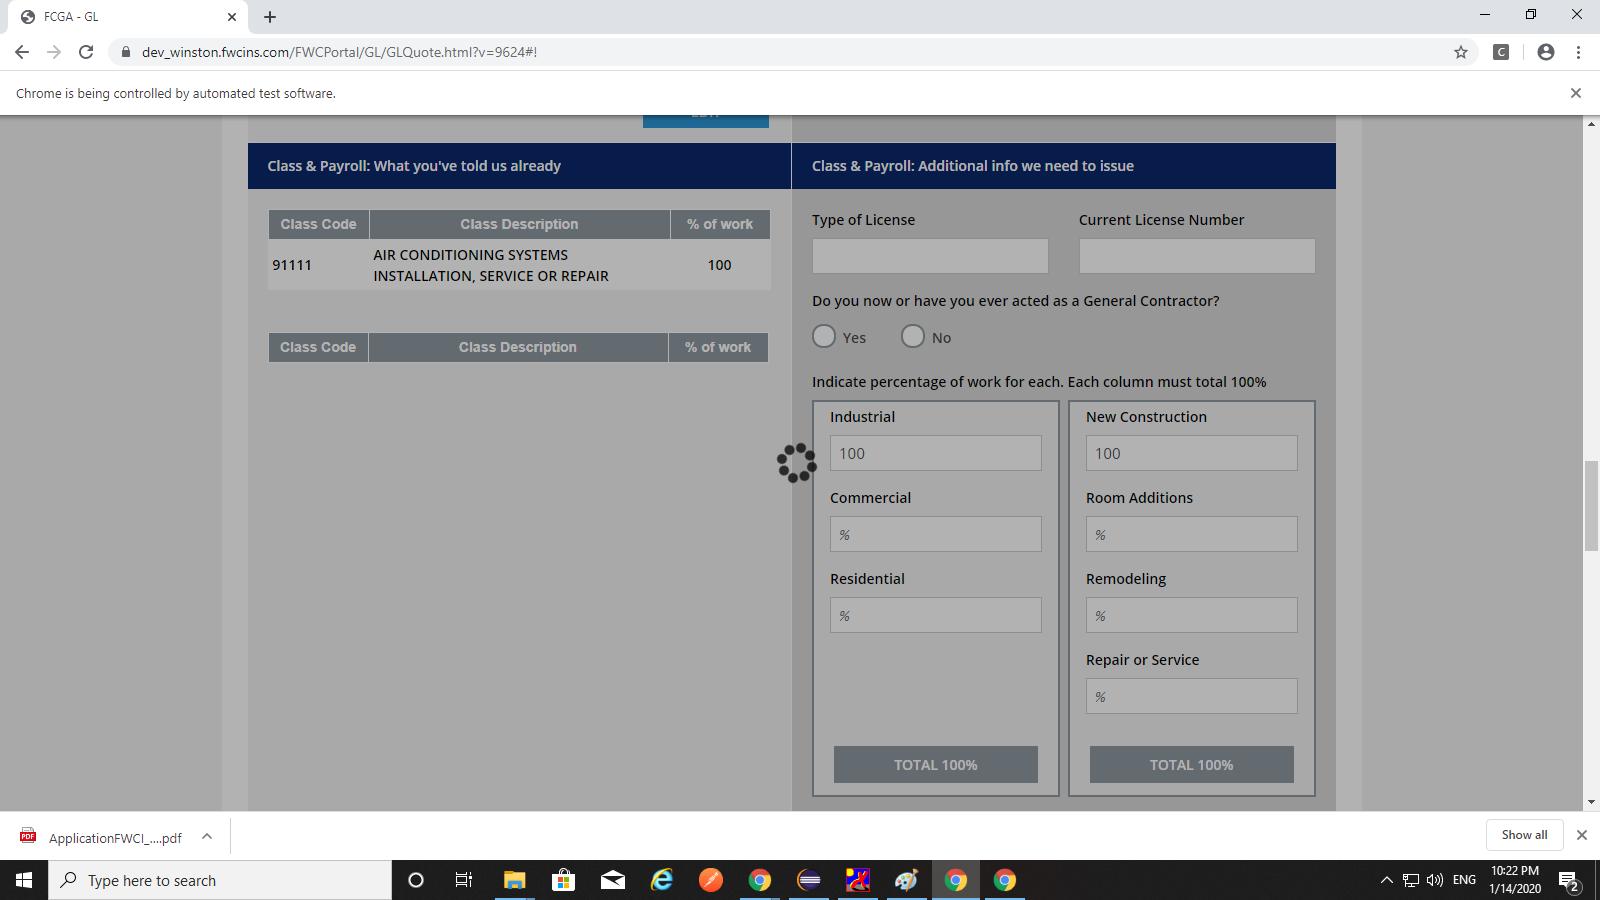 FCGA - GL
dev_winston.fwcins.com/FWCPortal/GL/GLQuote.html?v=9624#!
C
Chrome is being controlled by automated test software.
Class & Payroll: What you've told us already
Class & Payroll: Additional info we need to issue
Class Code Class Description % of work
91111 AIR CONDITIONING SYSTEMS INSTALLATION, SERVICE OR REPAIR 100
Class Code Class Description % of work
Type of License
Current License Number
Do you now or have you ever acted as a General Contractor?
Yes No
Indicate percentage of work for each. Each column must total 100%
Industrial
100
Commercial
%
Residential
%
TOTAL 100%
New Construction
100
Room Additions
%
Remodeling
%
Repair or Service
%
TOTAL 100%
PDF
ApplicationFWCI_....pdf
Show all
Type here to search
ENG
10:22 PM
1/14/2020
2